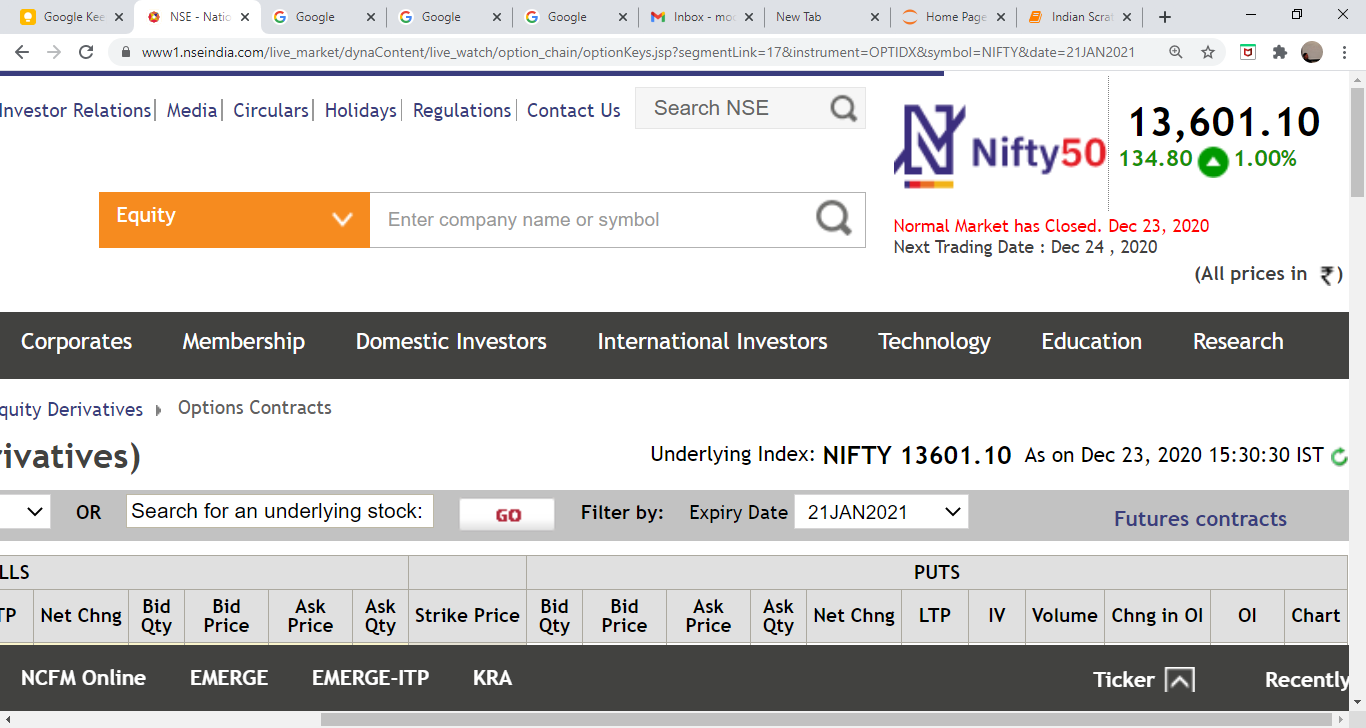 Google Kee
NSE - Natio
Google
Google
Google
Inbox - moc
New Tab
Home Page
Indian Scrat
www1.nseindia.com/live_market/dynaContent/live_watch/option_chain/optionKeys.jsp?segmentLink=17&instrument=OPTIDX&symbol=NIFTY&date=21JAN2021
nvestor Relations | Media | Circulars | Holidays | Regulations | Contact Us
Search NSE
Nifty50
13,601.10
134.80 1.00%
Equity
Enter company name or symbol
Normal Market has Closed. Dec 23, 2020
Next Trading Date : Dec 24 , 2020
(All prices in ₹)
Corporates Membership Domestic Investors International Investors Technology Education Research
quity Derivatives Options Contracts
ivatives)
Underlying Index: NIFTY 13601.10 As on Dec 23, 2020 15:30:30 IST
OR Search for an underlying stock: GO Filter by: Expiry Date 21JAN2021 Futures contracts
LLS PUTS
TP Net Chng Bid Qty Bid Price Ask Price Ask Qty Strike Price Bid Qty Bid Price Ask Price Ask Qty Net Chng LTP IV Volume Chng in OI OI Chart
NCFM Online EMERGE EMERGE-ITP KRA Ticker Recently